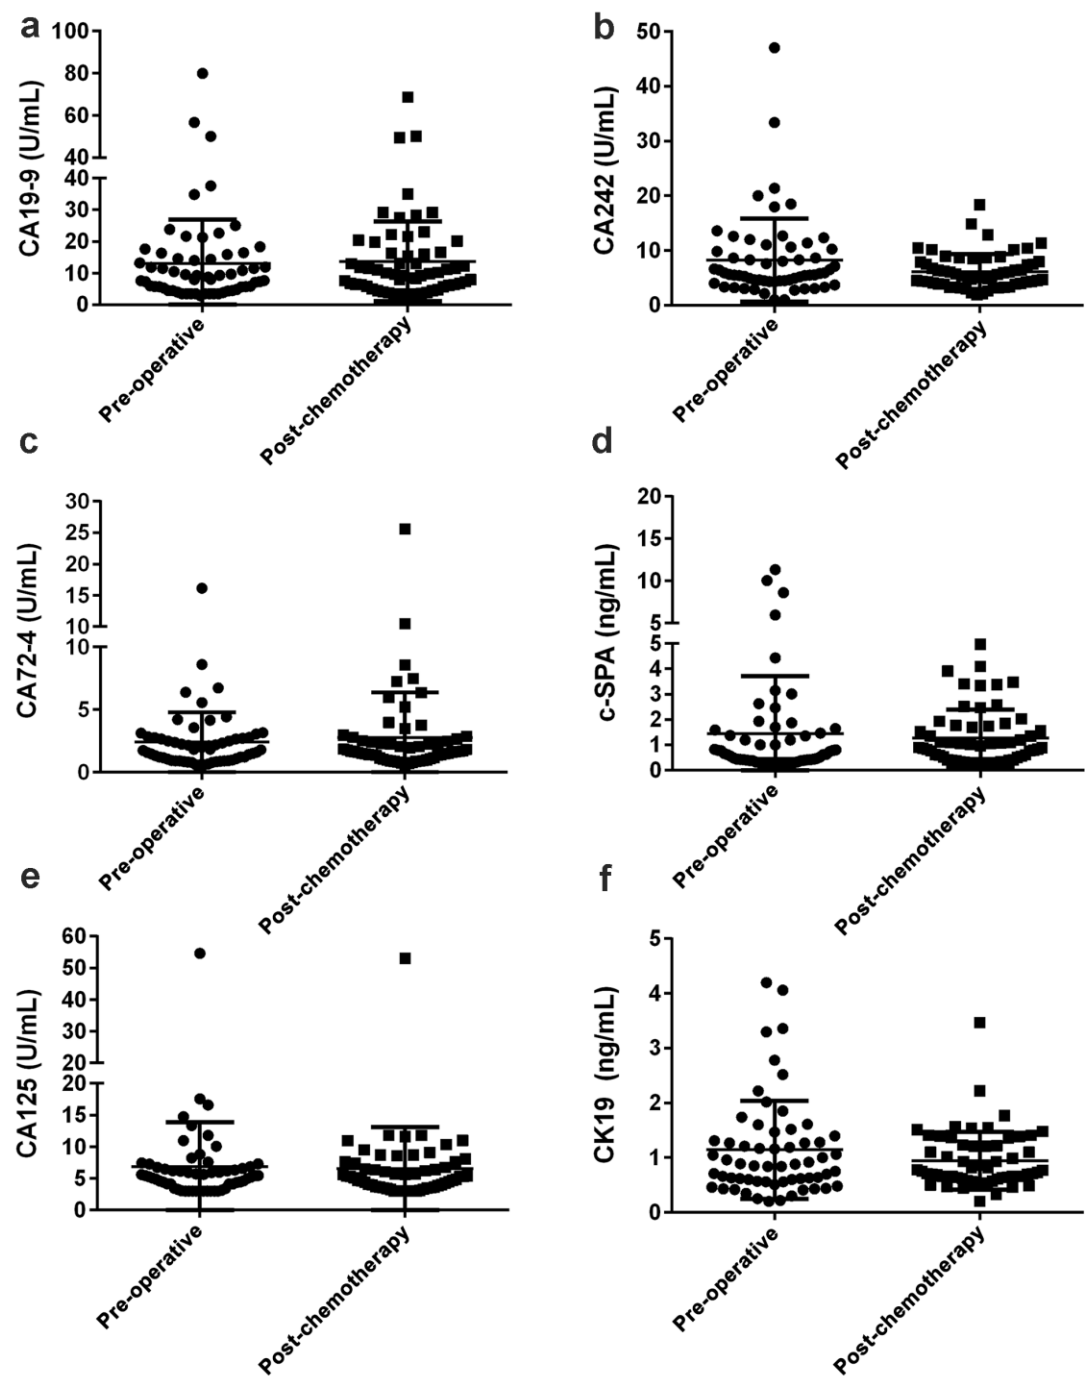 a
CA19-9 (U/mL)
100
80
60
40
40
30
20
10
0
Pre-operative
Post-chemotherapy
b
CA242 (U/mL)
50
40
30
20
10
0
Pre-operative
Post-chemotherapy
c
CA72-4 (U/mL)
30
25
20
15
10
10
5
0
Pre-operative
Post-chemotherapy
d
c-SPA (ng/mL)
20
15
10
5
5
4
3
2
1
0
Pre-operative
Post-chemotherapy
e
CA125 (U/mL)
60
50
40
30
20
20
15
10
5
0
Pre-operative
Post-chemotherapy
f
CK19 (ng/mL)
5
4
3
2
1
0
Pre-operative
Post-chemotherapy